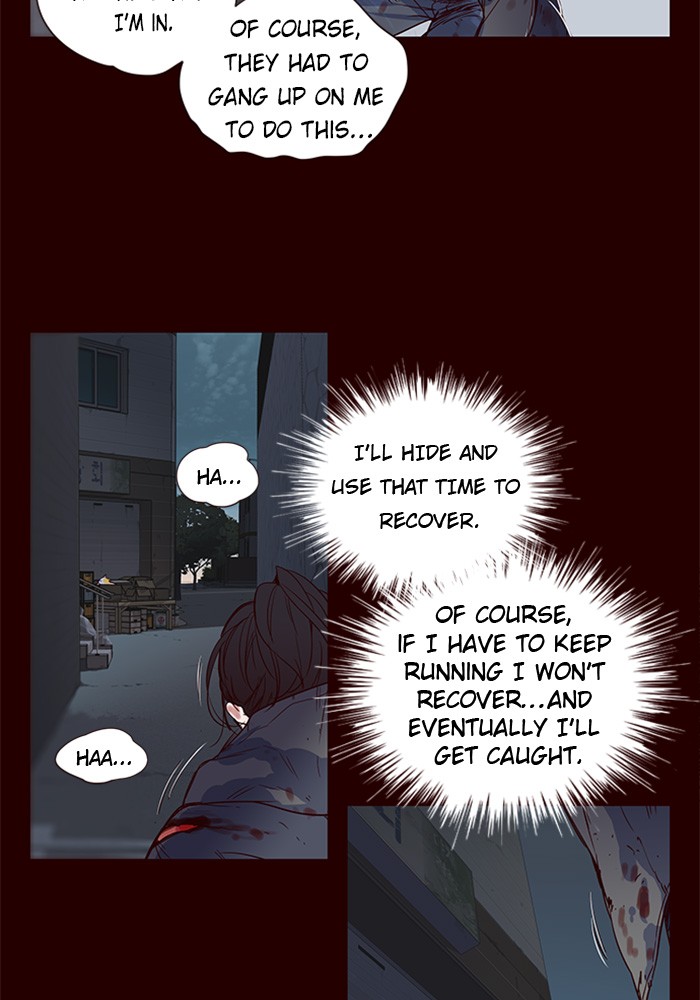 I'M IN.
OF COURSE,
THEY HAD TO
GANG UP ON ME
TO DO THIS...
HA...
I'LL HIDE AND
USE THAT TIME TO
RECOVER.
OF COURSE,
IF I HAVE TO KEEP
RUNNING I WON'T
RECOVER...AND
EVENTUALLY I'LL
GET CAUGHT.
HAA...